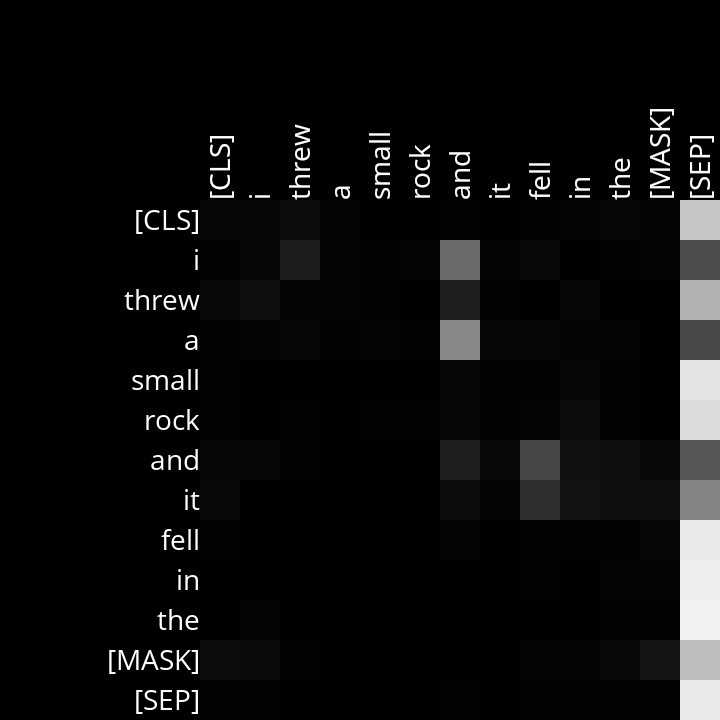 [CLS] i threw a small rock and it fell in the [MASK] [SEP]
[CLS]
i
threw
a
small
rock
and
it
fell
in
the
[MASK]
[SEP]